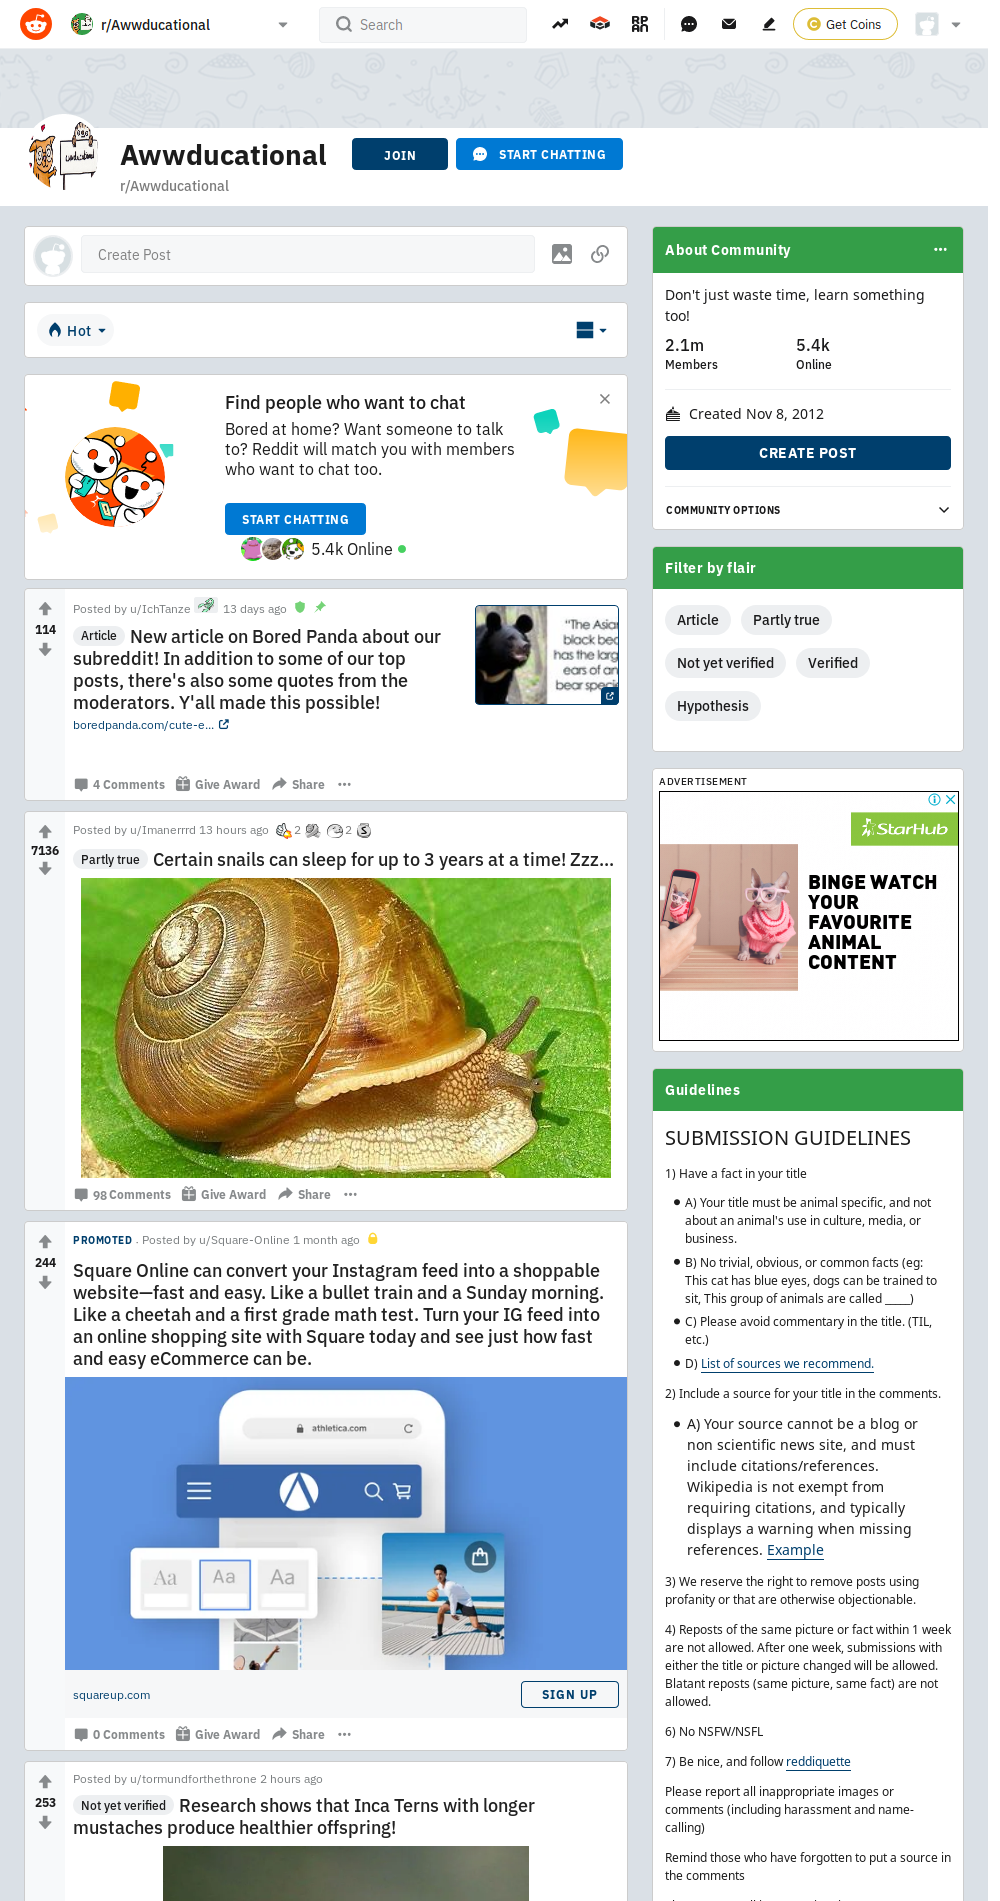 r/Awwducational
Search
Get Coins
Awwducational
r/Awwducational
JOIN
START CHATTING
Create Post
Hot
Find people who want to chat
Bored at home? Want someone to talk
to? Reddit will match you with members
who want to chat too.
START CHATTING
5.4k Online
114
Posted by u/IchTanze 13 days ago
Article New article on Bored Panda about our
subreddit! In addition to some of our top
posts, there's also some quotes from the
moderators. Y'all made this possible!
boredpanda.com/cute-e...
"The Asian
black bea
has the larg
ears of an
bear speci
4 Comments Give Award Share
7136
Posted by u/Imanerrrd 13 hours ago 2 2
Partly true Certain snails can sleep for up to 3 years at a time! Zzz...
98 Comments Give Award Share
244
PROMOTED . Posted by u/Square-Online 1 month ago
Square Online can convert your Instagram feed into a shoppable
website—fast and easy. Like a bullet train and a Sunday morning.
Like a cheetah and a first grade math test. Turn your IG feed into
an online shopping site with Square today and see just how fast
and easy eCommerce can be.
athletica.com
Aa Aa Aa
squareup.com
SIGN UP
0 Comments Give Award Share
253
Posted by u/tormundforthethrone 2 hours ago
Not yet verified Research shows that Inca Terns with longer
mustaches produce healthier offspring!
About Community
Don't just waste time, learn something
too!
2.1m 5.4k
Members Online
Created Nov 8, 2012
CREATE POST
COMMUNITY OPTIONS
Filter by flair
Article Partly true
Not yet verified Verified
Hypothesis
ADVERTISEMENT
StarHub
BINGE WATCH
YOUR
FAVOURITE
ANIMAL
CONTENT
Guidelines
SUBMISSION GUIDELINES
1) Have a fact in your title
A) Your title must be animal specific, and not
about an animal's use in culture, media, or
business.
B) No trivial, obvious, or common facts (eg:
This cat has blue eyes, dogs can be trained to
sit, This group of animals are called ____)
C) Please avoid commentary in the title. (TIL,
etc.)
D) List of sources we recommend.
2) Include a source for your title in the comments.
A) Your source cannot be a blog or
non scientific news site, and must
include citations/references.
Wikipedia is not exempt from
requiring citations, and typically
displays a warning when missing
references. Example
3) We reserve the right to remove posts using
profanity or that are otherwise objectionable.
4) Reposts of the same picture or fact within 1 week
are not allowed. After one week, submissions with
either the title or picture changed will be allowed.
Blatant reposts (same picture, same fact) are not
allowed.
6) No NSFW/NSFL
7) Be nice, and follow reddiquette
Please report all inappropriate images or
comments (including harassment and name-
calling)
Remind those who have forgotten to put a source in
the comments